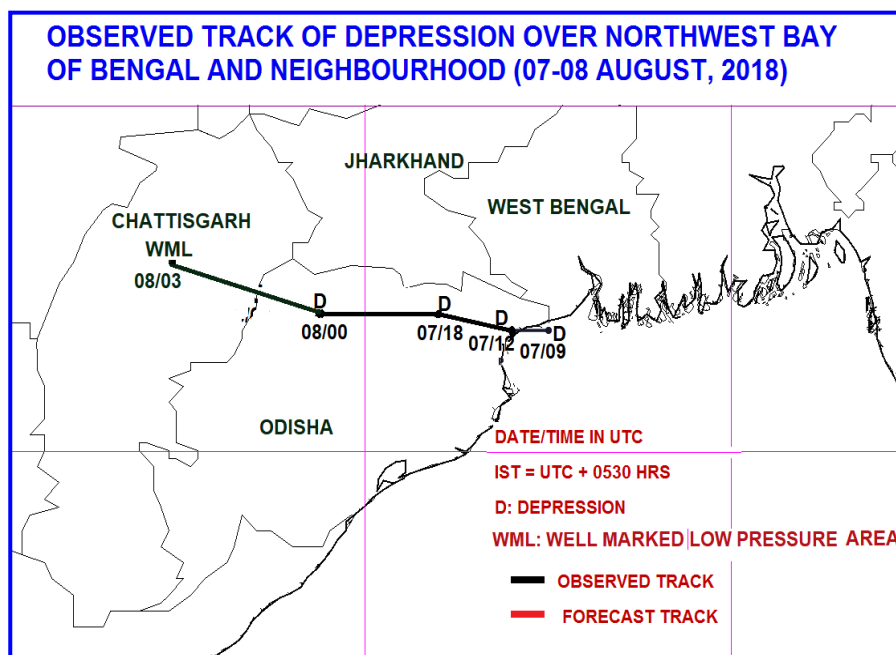 OBSERVED TRACK OF DEPRESSION OVER NORTHWEST BAY
OF BENGAL AND NEIGHBOURHOOD (07-08 AUGUST, 2018)
JHARKHAND
WEST BENGAL
CHATTISGARH
WML
08/03
D
08/00
D
07/18
D
07/12
D
07/09
ODISHA
DATE/TIME IN UTC
IST = UTC + 0530 HRS
D: DEPRESSION
WML: WELL MARKED LOW PRESSURE AREA
OBSERVED TRACK
FORECAST TRACK